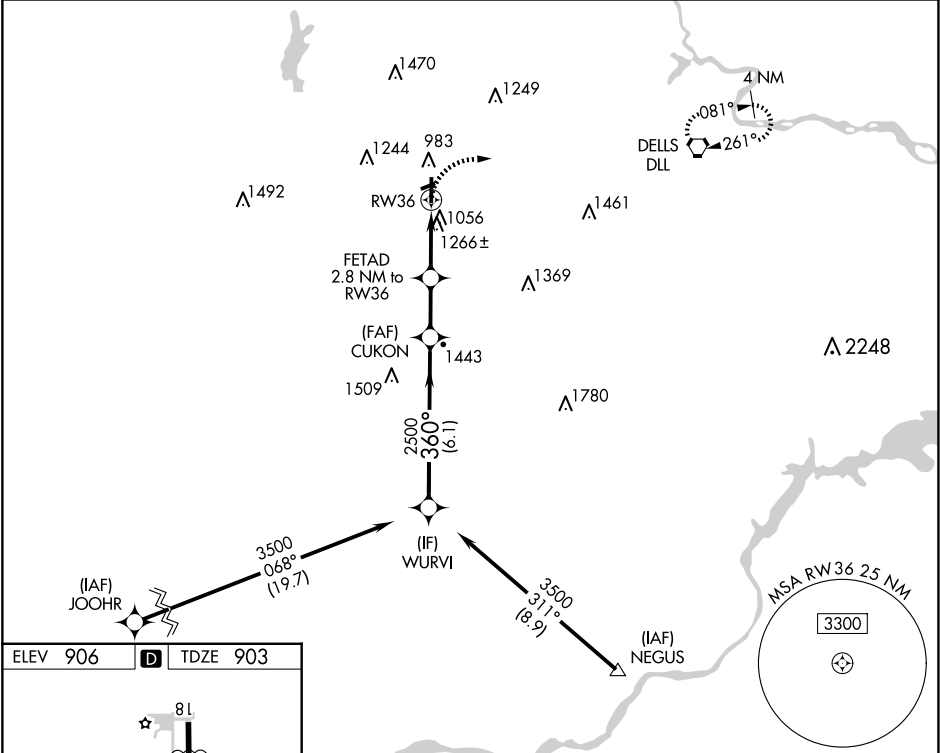 1470
1249
4 NM
081°
261°
DELLS
DLL
1244
983
1492
RW36
1056
1266±
1461
FETAD
2.8 NM to
RW36
1369
(FAF)
CUKON
1443
2248
1509
1780
2500
360°
(6.1)
(IF)
WURVI
3500
068°
(19.7)
(IAF)
JOOHR
3500
311°
(8.9)
(IAF)
NEGUS
MSA RW36 25 NM
3300
ELEV 906 D TDZE 903
18